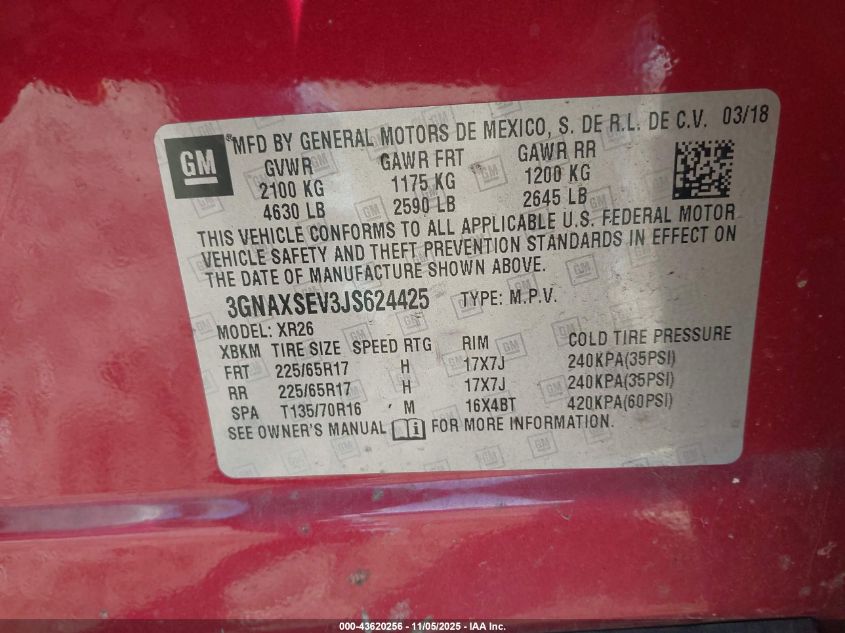 GM
®MFD BY GENERAL MOTORS DE MEXICO, S. DE R.L. DE C.V. 03/18
GVWR GAWR FRT GAWR RR
2100 KG 1175 KG 1200 KG
4630 LB 2590 LB 2645 LB
THIS VEHICLE CONFORMS TO ALL APPLICABLE U.S. FEDERAL MOTOR
VEHICLE SAFETY AND THEFT PREVENTION STANDARDS IN EFFECT ON
THE DATE OF MANUFACTURE SHOWN ABOVE.
3GNAXSEV3JS624425 TYPE: M.P.V.
MODEL: XR26
XBKM TIRE SIZE SPEED RTG RIM COLD TIRE PRESSURE
FRT 225/65R17 H 17X7J 240KPA(35PSI)
RR 225/65R17 H 17X7J 240KPA(35PSI)
SPA T135/70R16 M 16X4BT 420KPA(60PSI)
SEE OWNER'S MANUAL FOR MORE INFORMATION.
000-43620256 - 11/05/2025 - IAA Inc.